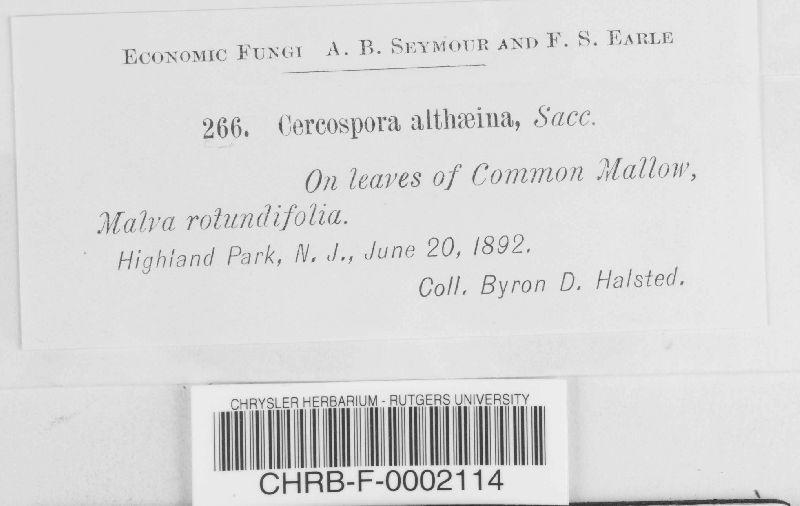 Economic Fungi A. B. Seymour and F. S. Earle
266. Cercospora althæina, Sacc.
On leaves of Common Mallow,
Malva rotundifolia.
Highland Park, N. J., June 20, 1892.
Coll. Byron D. Halsted.
CHRYSLER HERBARIUM - RUTGERS UNIVERSITY
CHRB-F-0002114